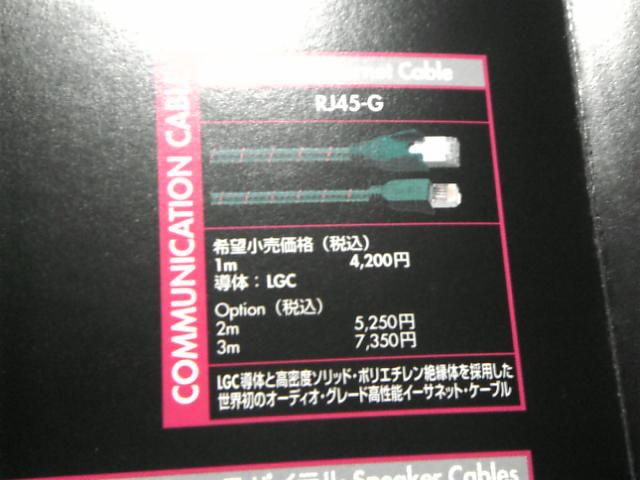 COMMUNICATION CABLE
Cable
RJ45-G
希望小売価格（税込）
1m 4,200円
導体：LGC
Option（税込）
2m 5,250円
3m 7,350円
LGC導体と高密度ソリッド・ポリエチレン絶縁体を採用した
世界初のオーディオ・グレード高性能イーサネット・ケーブル
Speaker Cables